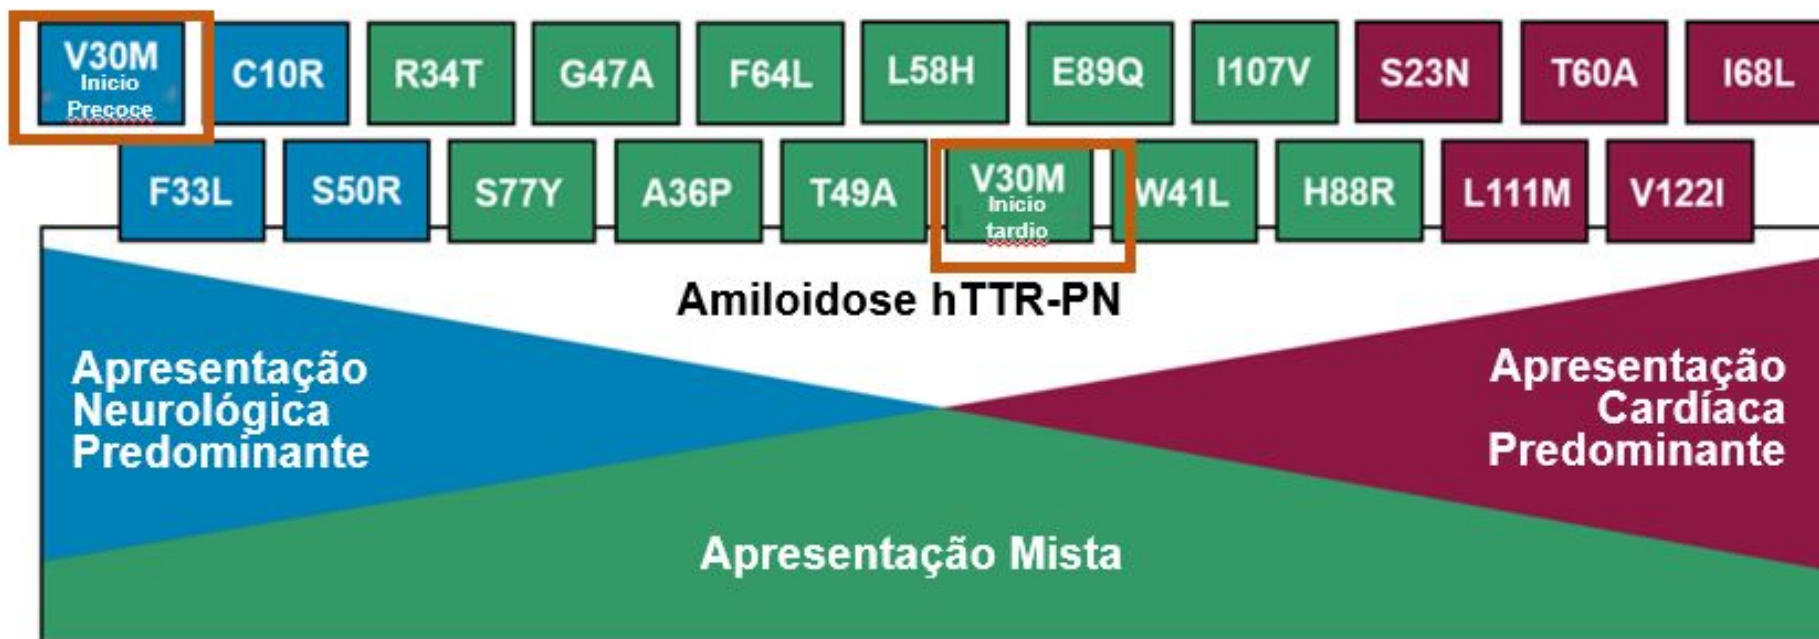 V30M
Inicio
Precoce
C10R
R34T
G47A
F64L
L58H
E89Q
I107V
S23N
T60A
I68L
F33L
S50R
S77Y
A36P
T49A
V30M
Inicio
tardio
W41L
H88R
L111M
V122I
Amiloidose hTTR-PN
Apresentação
Neurológica
Predominante
Apresentação
Cardíaca
Predominante
Apresentação Mista